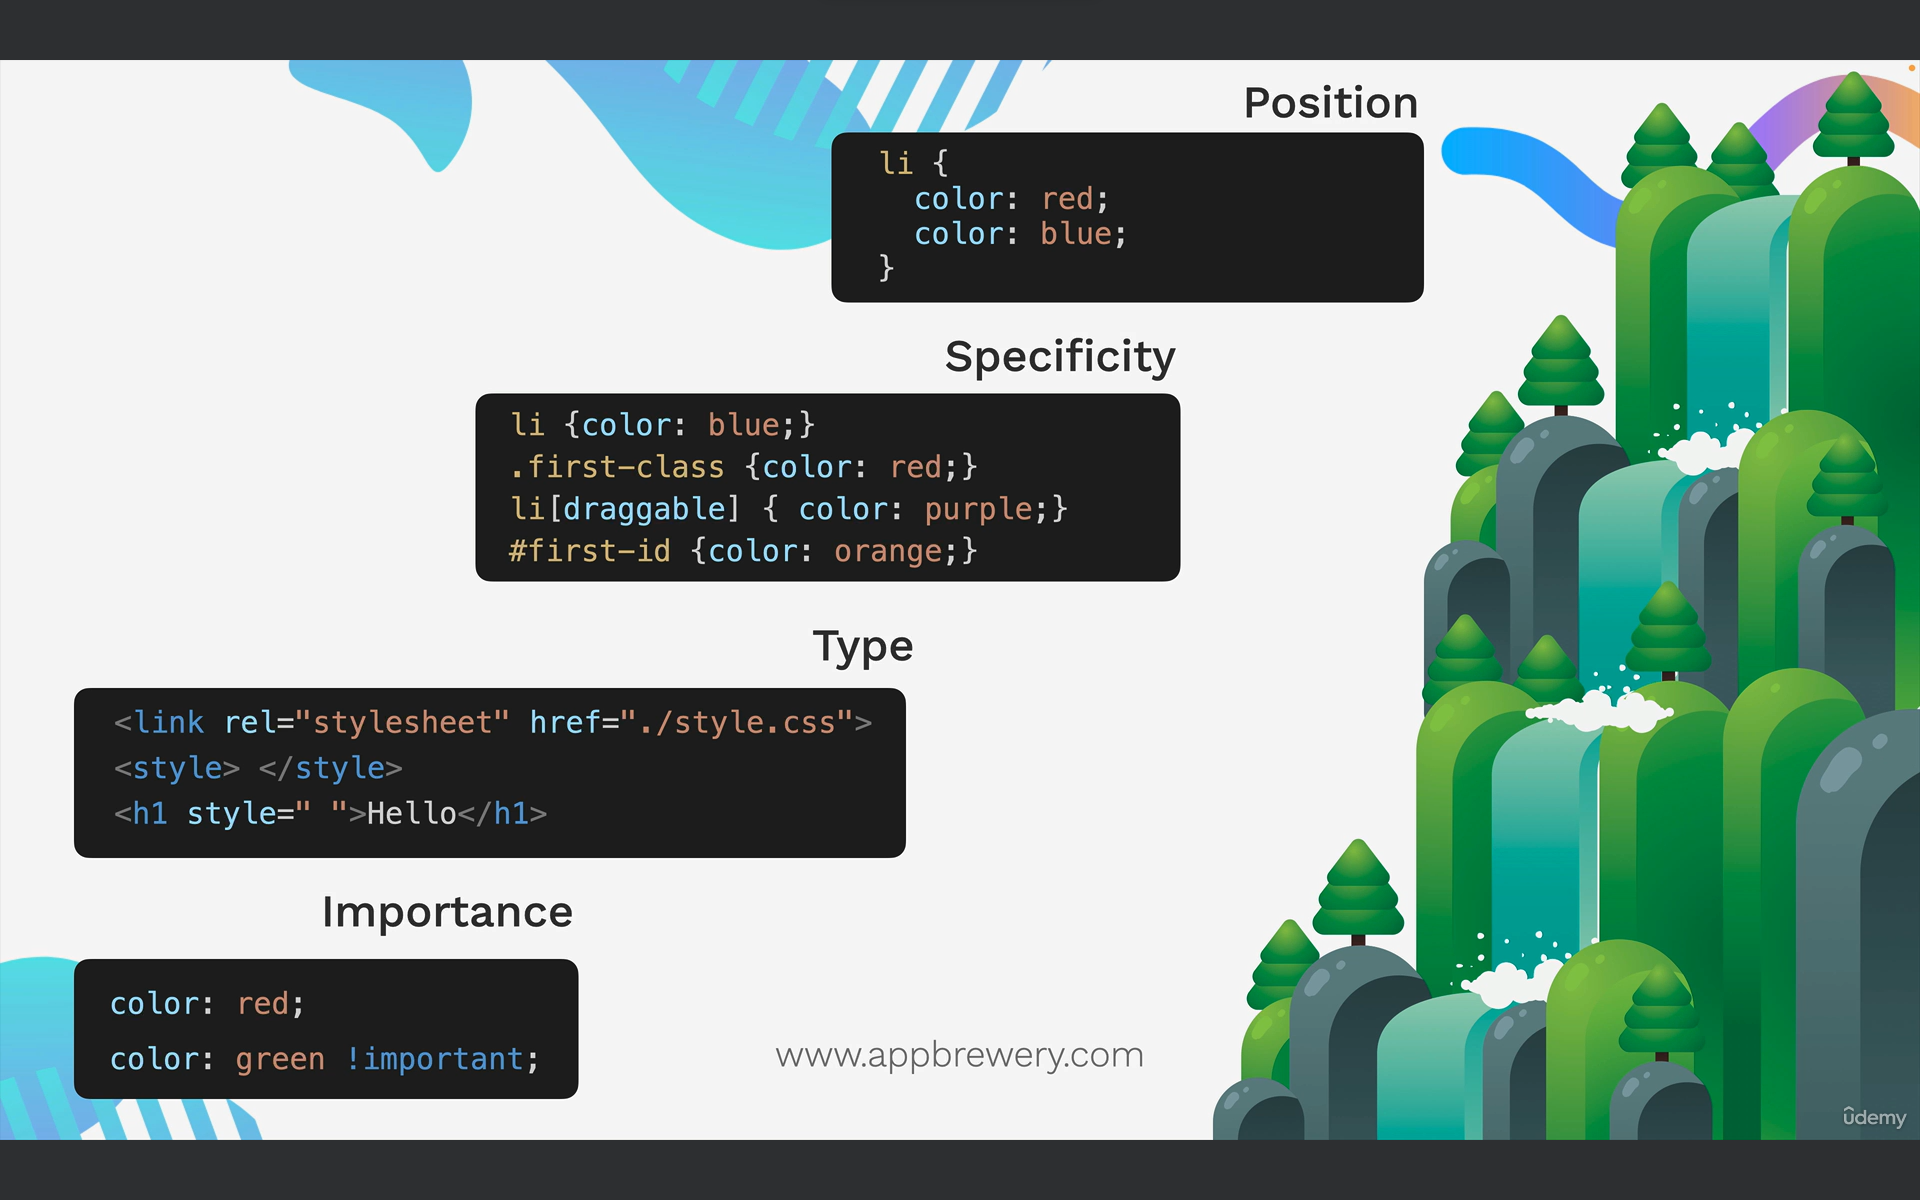 Position
li {
  color: red;
  color: blue;
}
Specificity
li {color: blue;}
.first-class {color: red;}
li[draggable] { color: purple;}
#first-id {color: orange;}
Type
<link rel="stylesheet" href="./style.css">
<style> </style>
<h1 style=" ">Hello</h1>
Importance
color: red;
color: green !important;
www.appbrewery.com
ûdemy